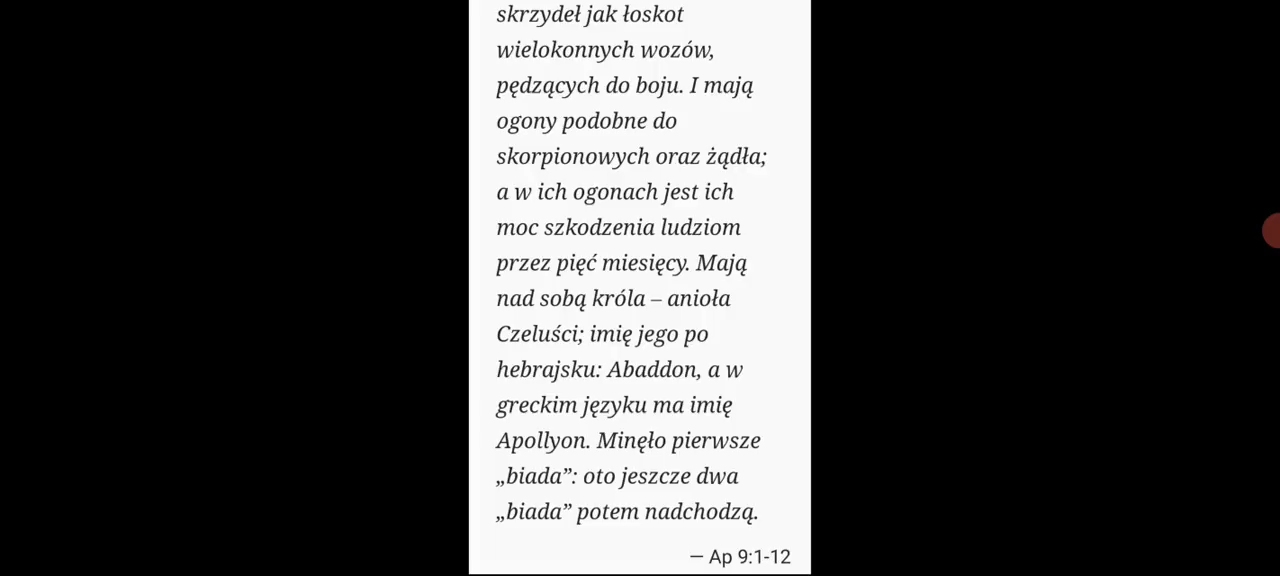 skrzydeł jak łoskot
wielokonnych wozów,
pędzących do boju. I mają
ogony podobne do
skorpionowych oraz żądła;
a w ich ogonach jest ich
moc szkodzenia ludziom
przez pięć miesięcy. Mają
nad sobą króla – anioła
Czeluści; imię jego po
hebrajsku: Abaddon, a w
greckim języku ma imię
Apollyon. Minęło pierwsze
„biada”: oto jeszcze dwa
„biada” potem nadchodzą.
— Ap 9:1-12